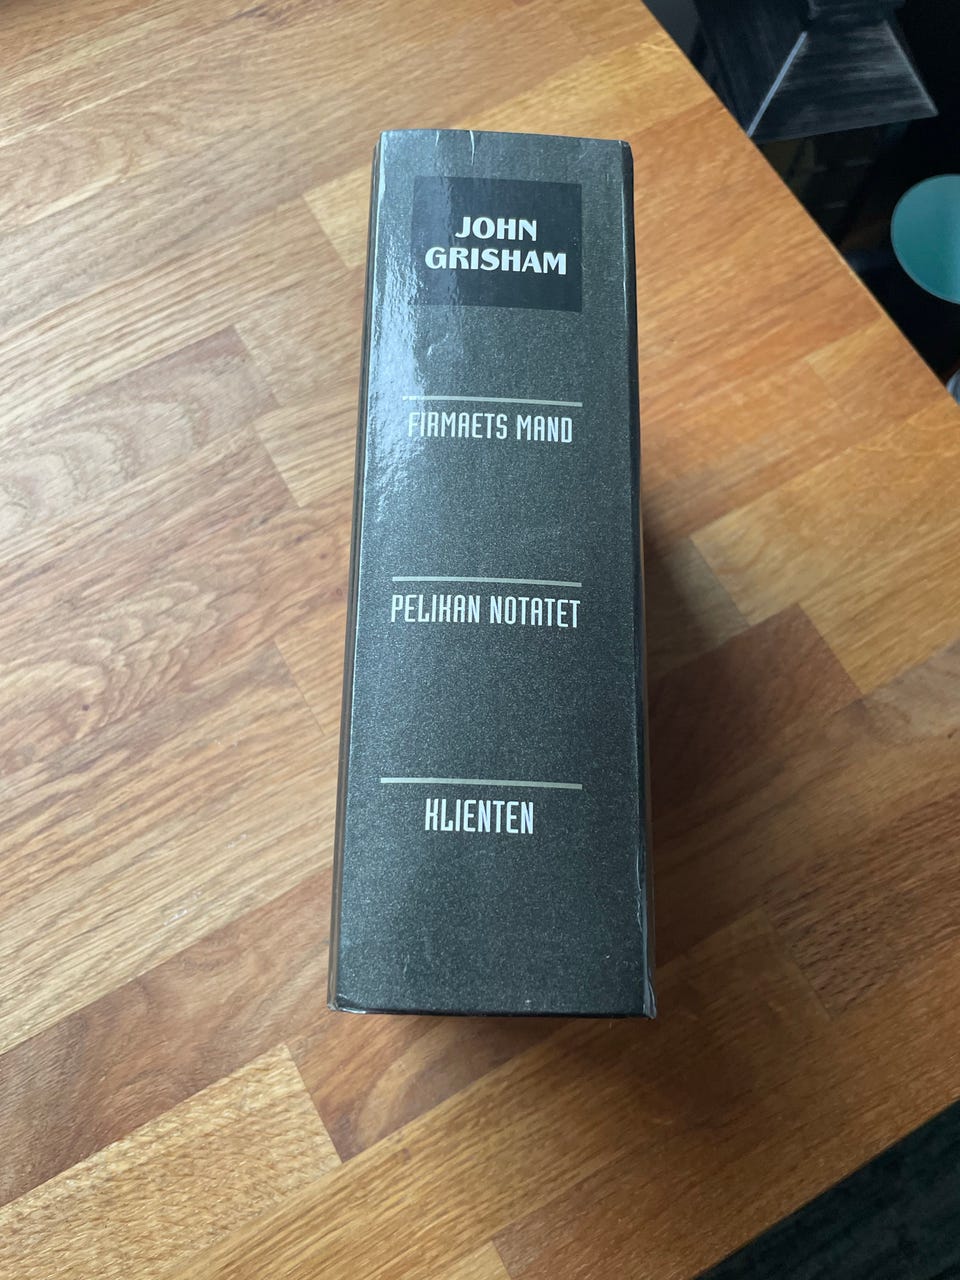 JOHN
GRISHAM
FIRMAETS MAND
PELIKAN NOTATET
KLIENTEN